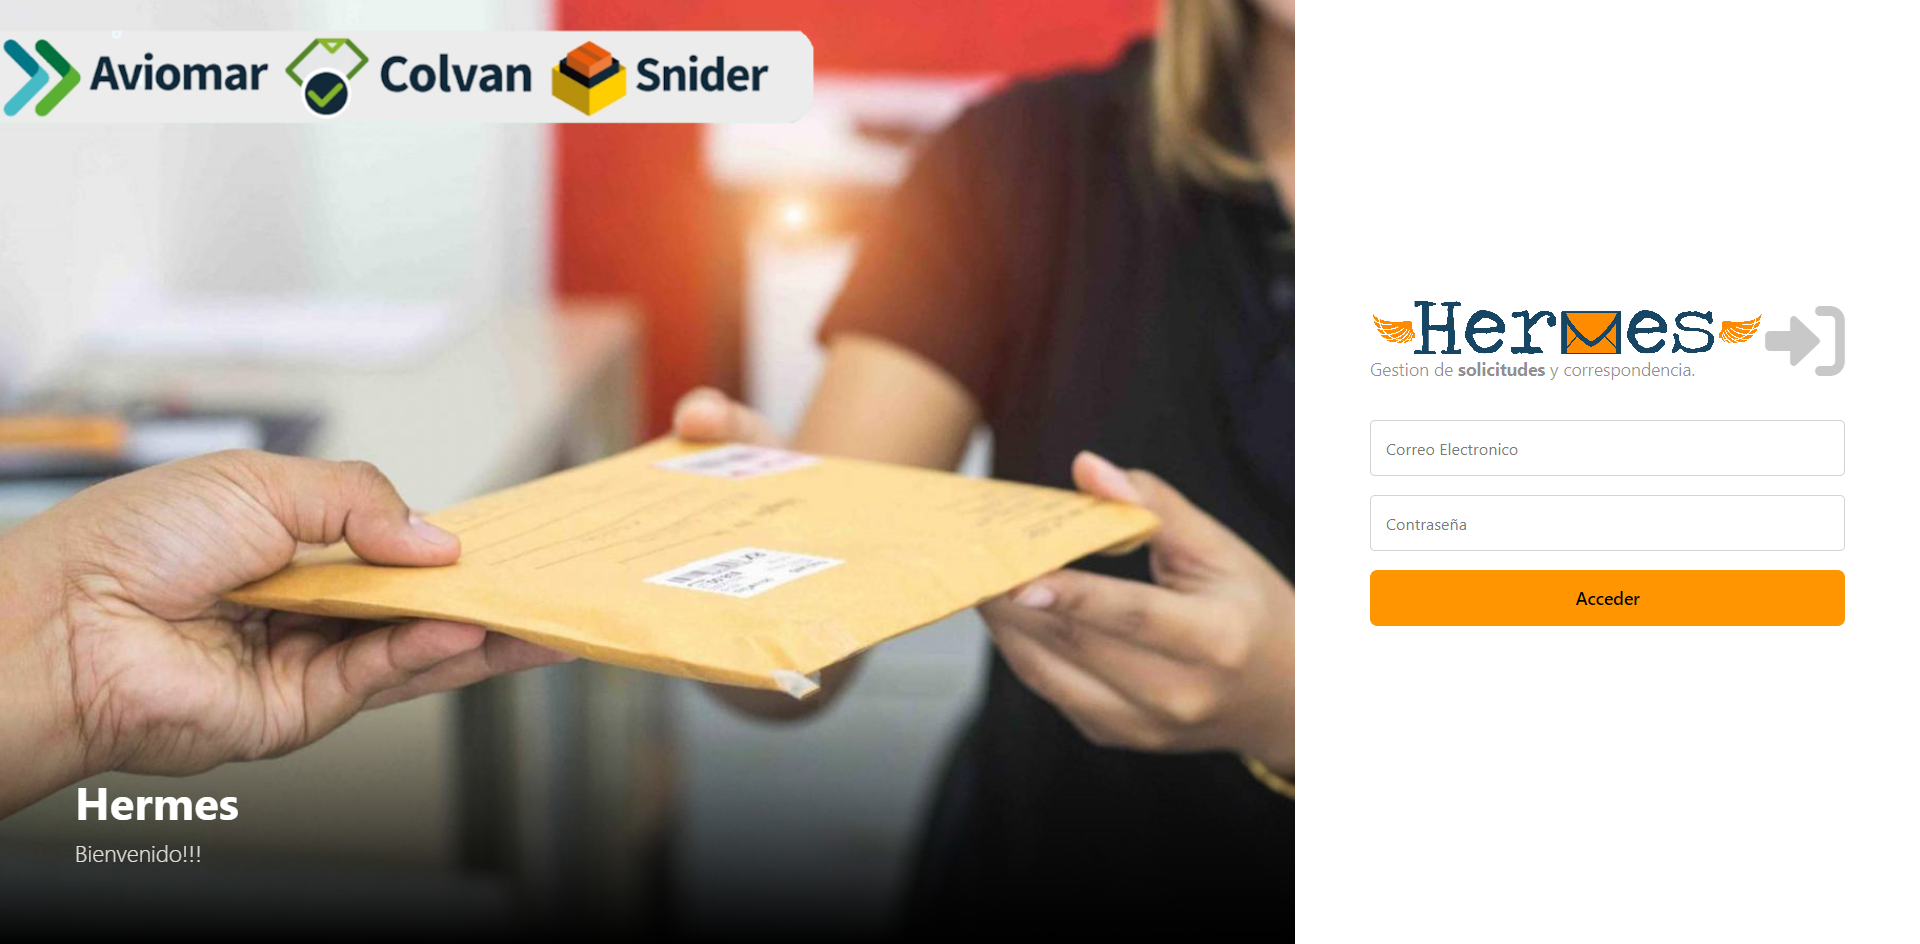 Aviomar Colvan Snider
Hermes
Bienvenido!!!
Hermes
Gestion de solicitudes y correspondencia.
Correo Electronico
Contraseña
Acceder